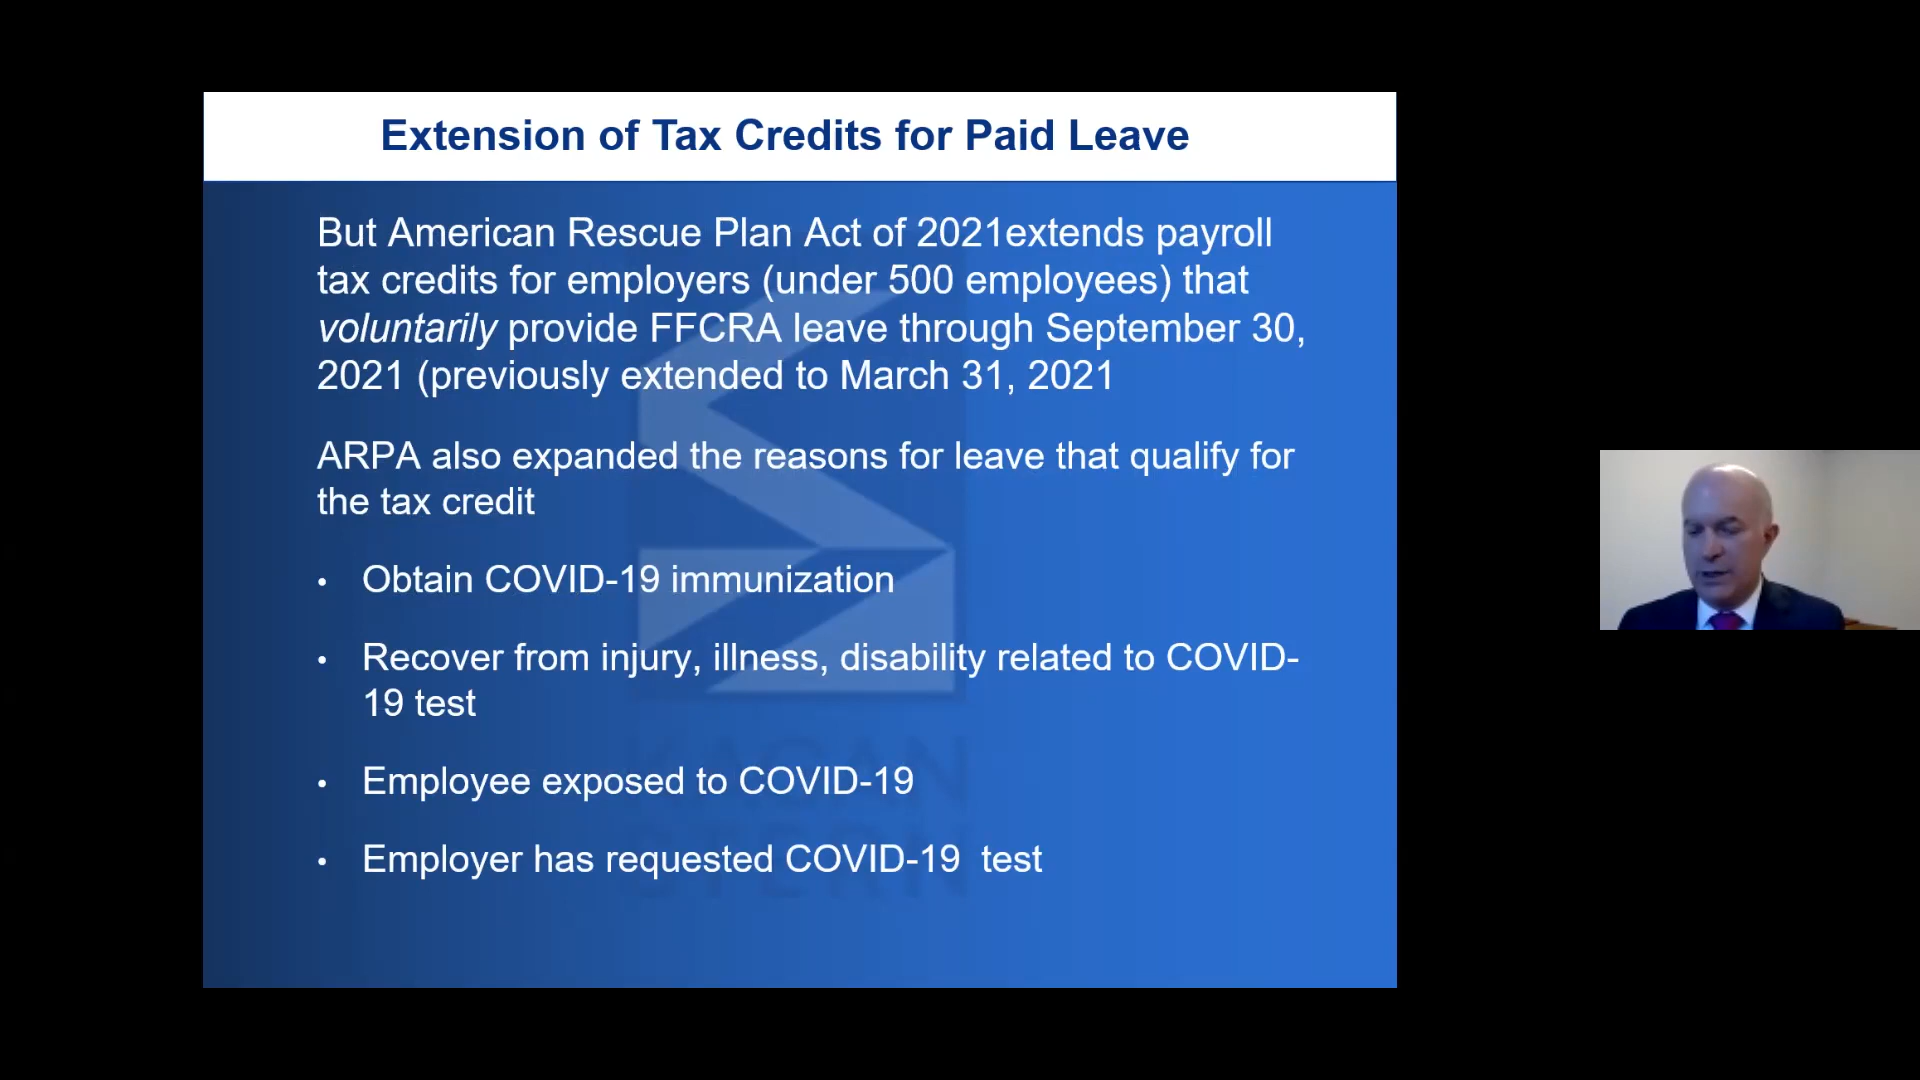 Extension of Tax Credits for Paid Leave
But American Rescue Plan Act of 2021extends payroll
tax credits for employers (under 500 employees) that
voluntarily provide FFCRA leave through September 30,
2021 (previously extended to March 31, 2021
ARPA also expanded the reasons for leave that qualify for
the tax credit
• Obtain COVID-19 immunization
• Recover from injury, illness, disability related to COVID-
19 test
• Employee exposed to COVID-19
• Employer has requested COVID-19  test
KAGAN
STERN